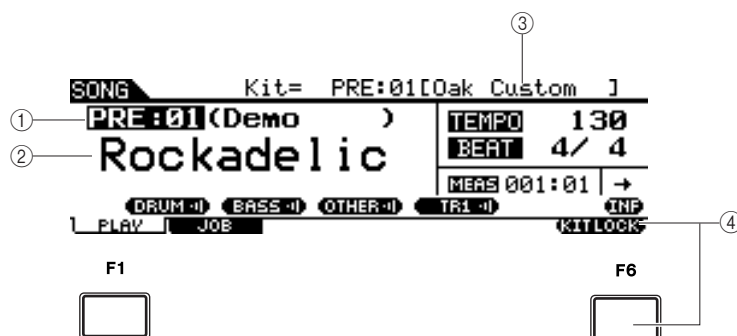 ③
SONG Kit= PRE:01[Oak Custom ]
① PRE:01(Demo ) TEMPO 130
② Rockadelic BEAT 4/ 4
MEAS 001:01 →
DRUM BASS OTHER TR1 INF
PLAY JOB KITLOCK ④
F1 F6